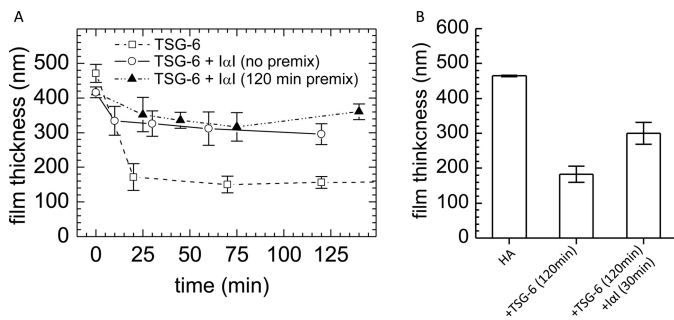 A
B
TSG-6
TSG-6 + IαI (no premix)
TSG-6 + IαI (120 min premix)
film thickness (nm)
600
500
400
300
200
100
0
0
25
50
75
100
125
time (min)
film thinkcness (nm)
600
500
400
300
200
100
0
HA
+TSG-6 (120min)
+TSG-6 (120min)
+IαI (30min)